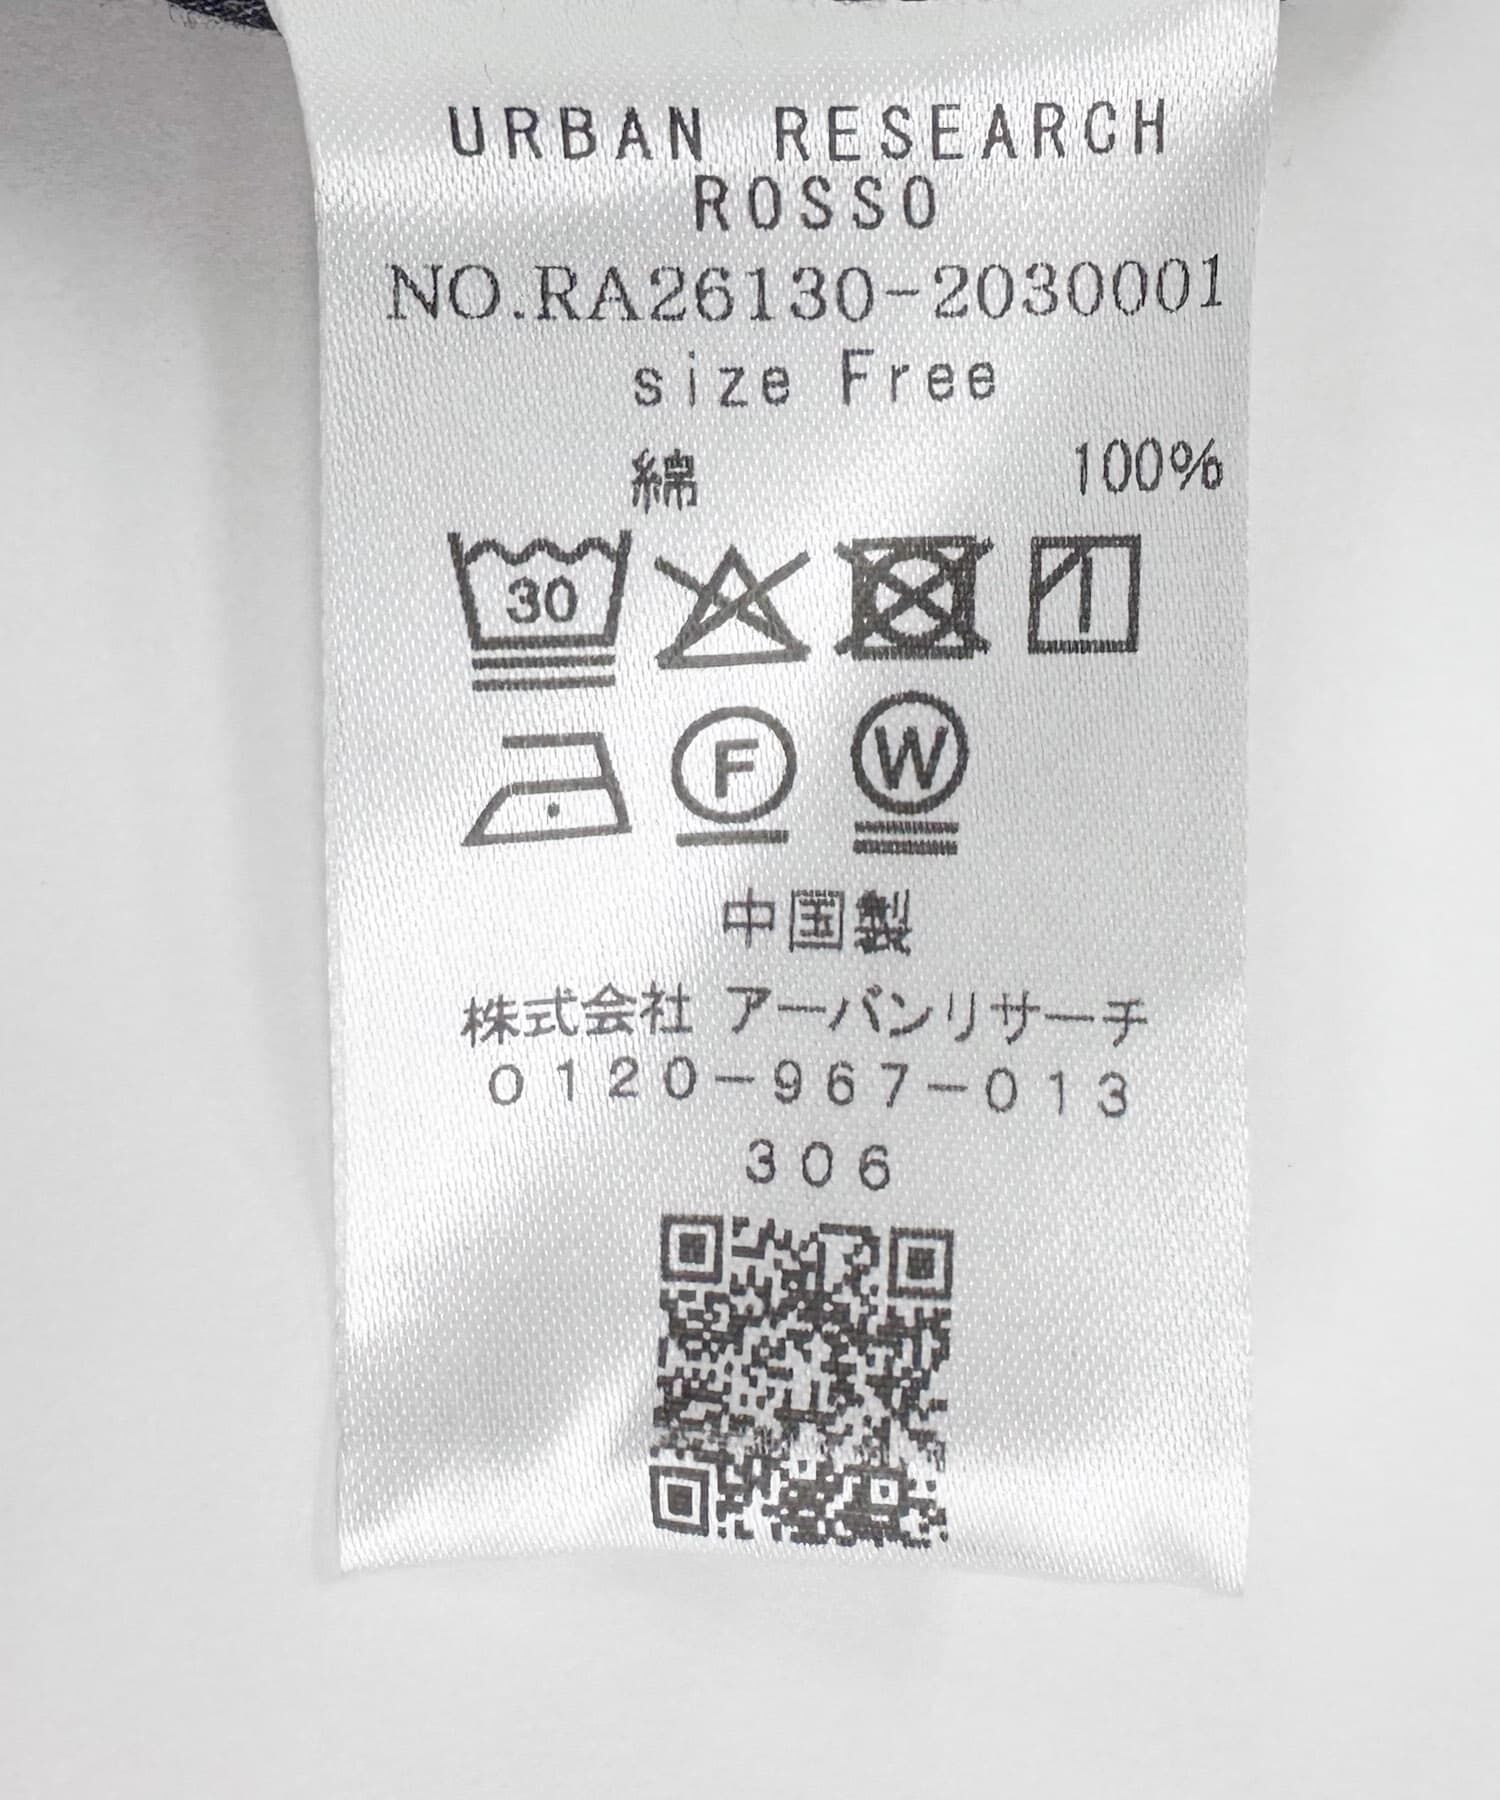 URBAN RESEARCH
ROSSO
NO.RA26130-2030001
size Free
綿 100%
30
F W
中国製
株式会社 アーバンリサーチ
0120-967-013
306